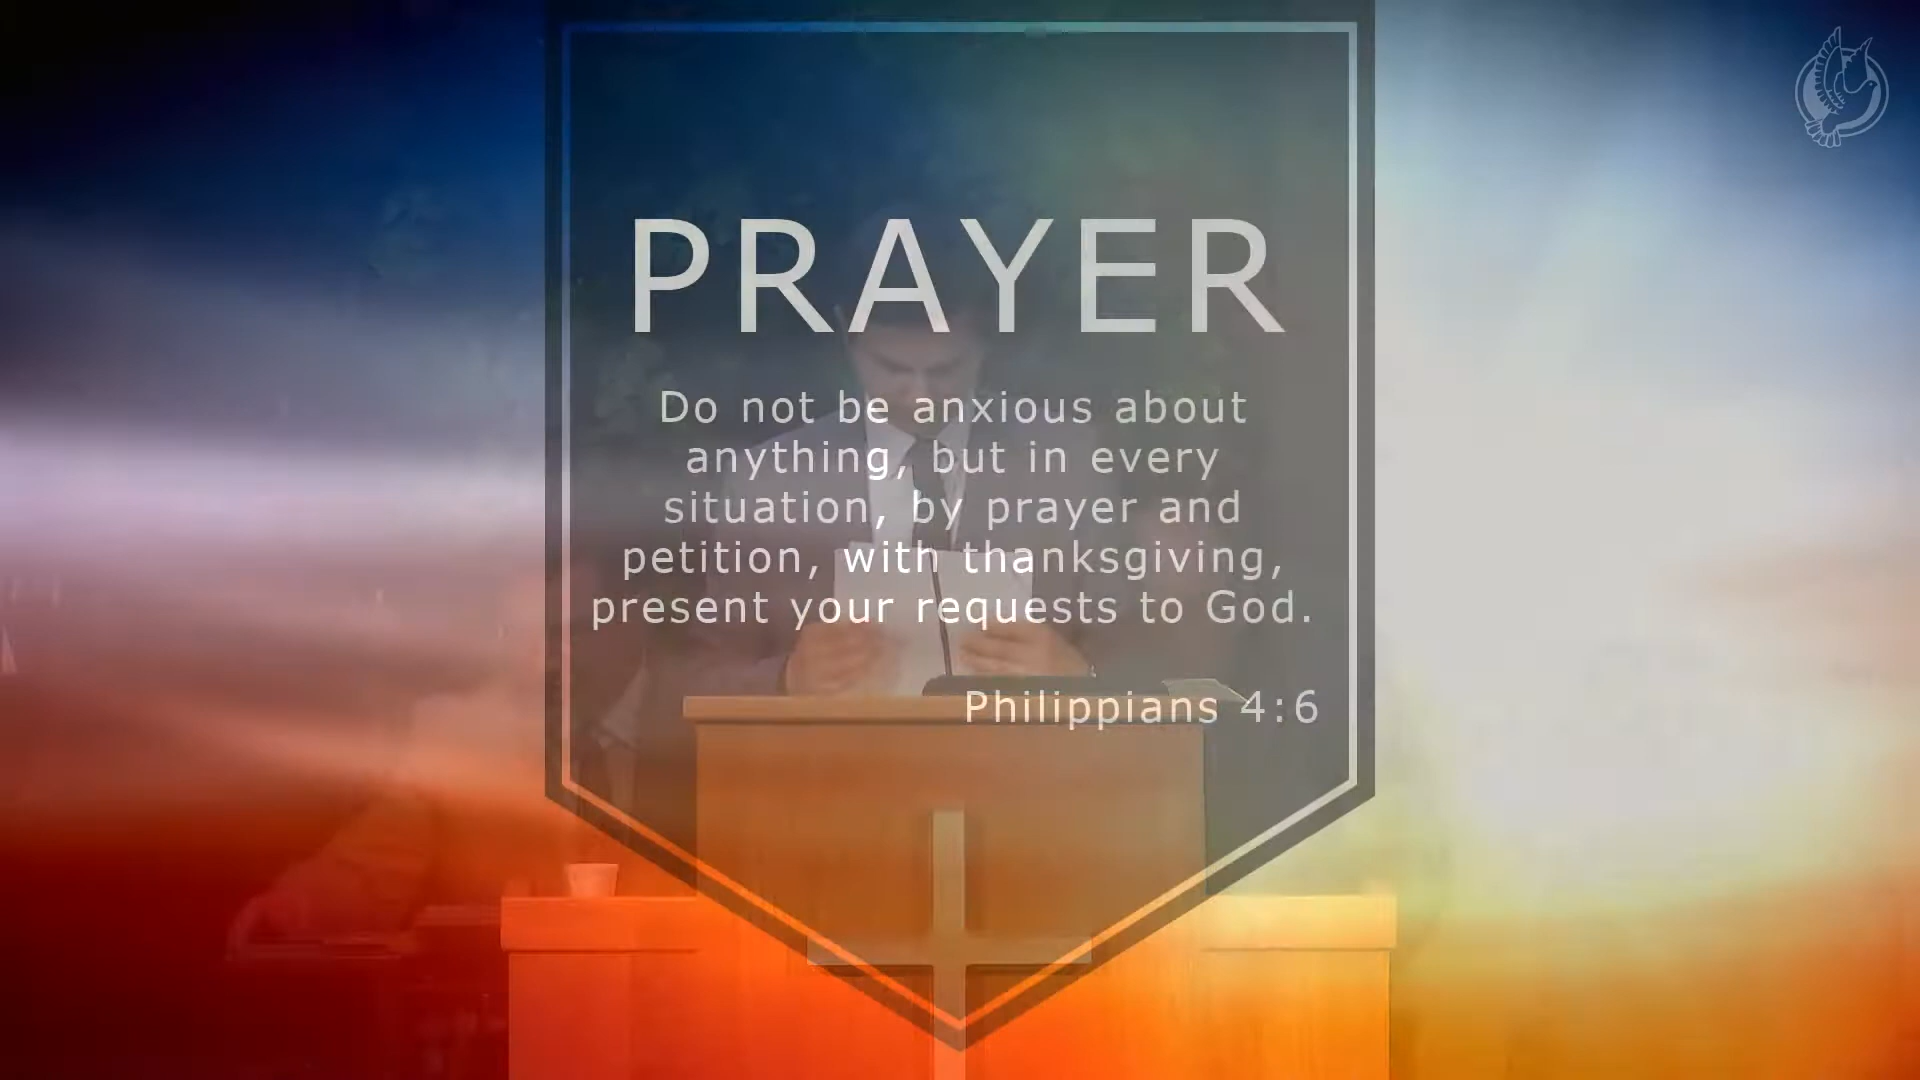 PRAYER
Do not be anxious about
anything, but in every
situation, by prayer and
petition, with thanksgiving,
present your requests to God.
Philippians 4:6